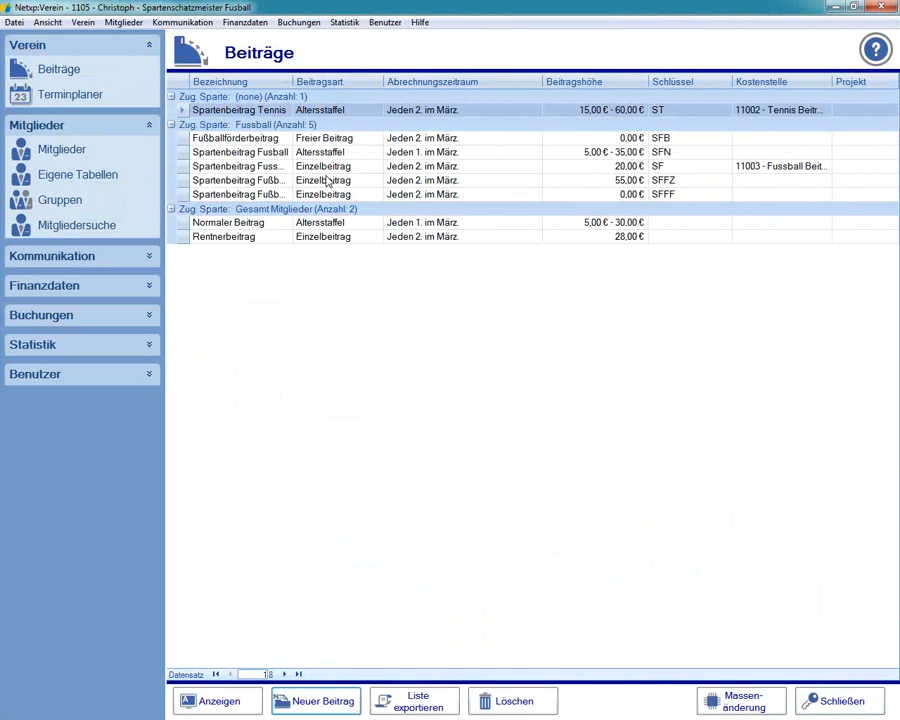 Netxp:Verein - 1105 - Christoph - Spartenschatzmeister Fusball
Datei Ansicht Verein Mitglieder Kommunikation Finanzdaten Buchungen Statistik Benutzer Hilfe
Verein
Beiträge
23 Terminplaner
Mitglieder
Mitglieder
Eigene Tabellen
Gruppen
Mitgliedersuche
Kommunikation
Finanzdaten
Buchungen
Statistik
Benutzer
Beiträge ?
Bezeichnung Beitragsart Abrechnungszeitraum Beitragshöhe Schlüssel Kostenstelle Projekt
Zug. Sparte: (none) (Anzahl: 1)
Spartenbeitrag Tennis Altersstaffel Jeden 2. im März. 15,00 € - 60,00 € ST 11002 - Tennis Beitr...
Zug. Sparte: Fussball (Anzahl: 5)
Fußballförderbeitrag Freier Beitrag Jeden 2. im März. 0,00 € SFB
Spartenbeitrag Fusball Altersstaffel Jeden 1. im März. 5,00 € - 35,00 € SFN
Spartenbeitrag Fuss... Einzelbeitrag Jeden 2. im März. 20,00 € SF 11003 - Fussball Beit...
Spartenbeitrag Fußb... Einzelbeitrag Jeden 2. im März. 55,00 € SFFZ
Spartenbeitrag Fußb... Einzelbeitrag Jeden 2. im März. 0,00 € SFFF
Zug. Sparte: Gesamt Mitglieder (Anzahl: 2)
Normaler Beitrag Altersstaffel Jeden 1. im März. 5,00 € - 30,00 €
Rentnerbeitrag Einzelbeitrag Jeden 2. im März. 28,00 €
Datensatz 1 8
Anzeigen Neuer Beitrag Liste exportieren Löschen Massen-änderung Schließen